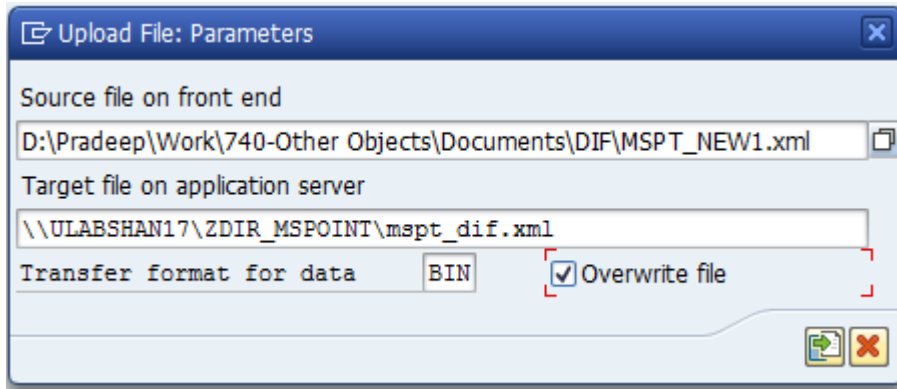 Upload File: Parameters
Source file on front end
D:\Pradeep\Work\740-Other Objects\Documents\DIF\MSPT_NEW1.xml
Target file on application server
\\ULABSHAN17\ZDIR_MSPOINT\mspt_dif.xml
Transfer format for data BIN Overwrite file